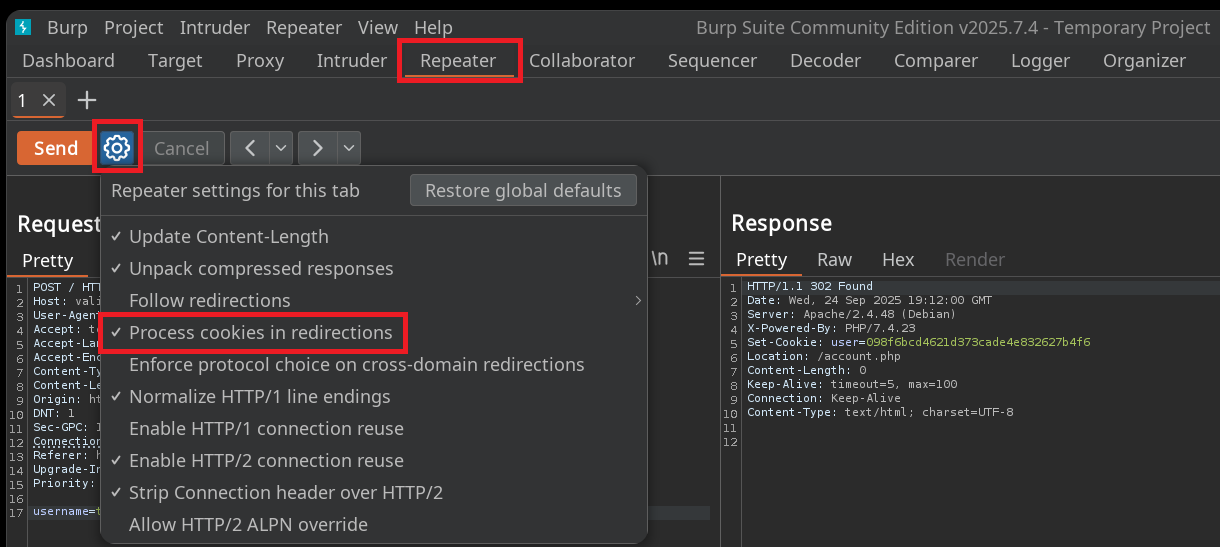 Burp Project Intruder Repeater View Help Burp Suite Community Edition v2025.7.4 - Temporary Project
Dashboard Target Proxy Intruder Repeater Collaborator Sequencer Decoder Comparer Logger Organizer
1 × +
Send Cancel < >
Repeater settings for this tab Restore global defaults
✓ Update Content-Length
✓ Unpack compressed responses
Follow redirections >
✓ Process cookies in redirections
Enforce protocol choice on cross-domain redirections
✓ Normalize HTTP/1 line endings
Enable HTTP/1 connection reuse
✓ Enable HTTP/2 connection reuse
✓ Strip Connection header over HTTP/2
Allow HTTP/2 ALPN override
Request
Pretty \n
1 POST / HTT
2 Host: vali
3 User-Agent
4 Accept: t
5 Accept-Lan
6 Accept-Enc
7 Content-Ty
8 Content-Le
9 Origin: ht
10 DNT: 1
11 Sec-GPC: 1
12 Connection
13 Referer: h
14 Upgrade-In
15 Priority:
16
17 username=t
Response
Pretty Raw Hex Render
1 HTTP/1.1 302 Found
2 Date: Wed, 24 Sep 2025 19:12:00 GMT
3 Server: Apache/2.4.48 (Debian)
4 X-Powered-By: PHP/7.4.23
5 Set-Cookie: user=098f6bcd4621d373cade4e832627b4f6
6 Location: /account.php
7 Content-Length: 0
8 Keep-Alive: timeout=5, max=100
9 Connection: Keep-Alive
10 Content-Type: text/html; charset=UTF-8
11
12